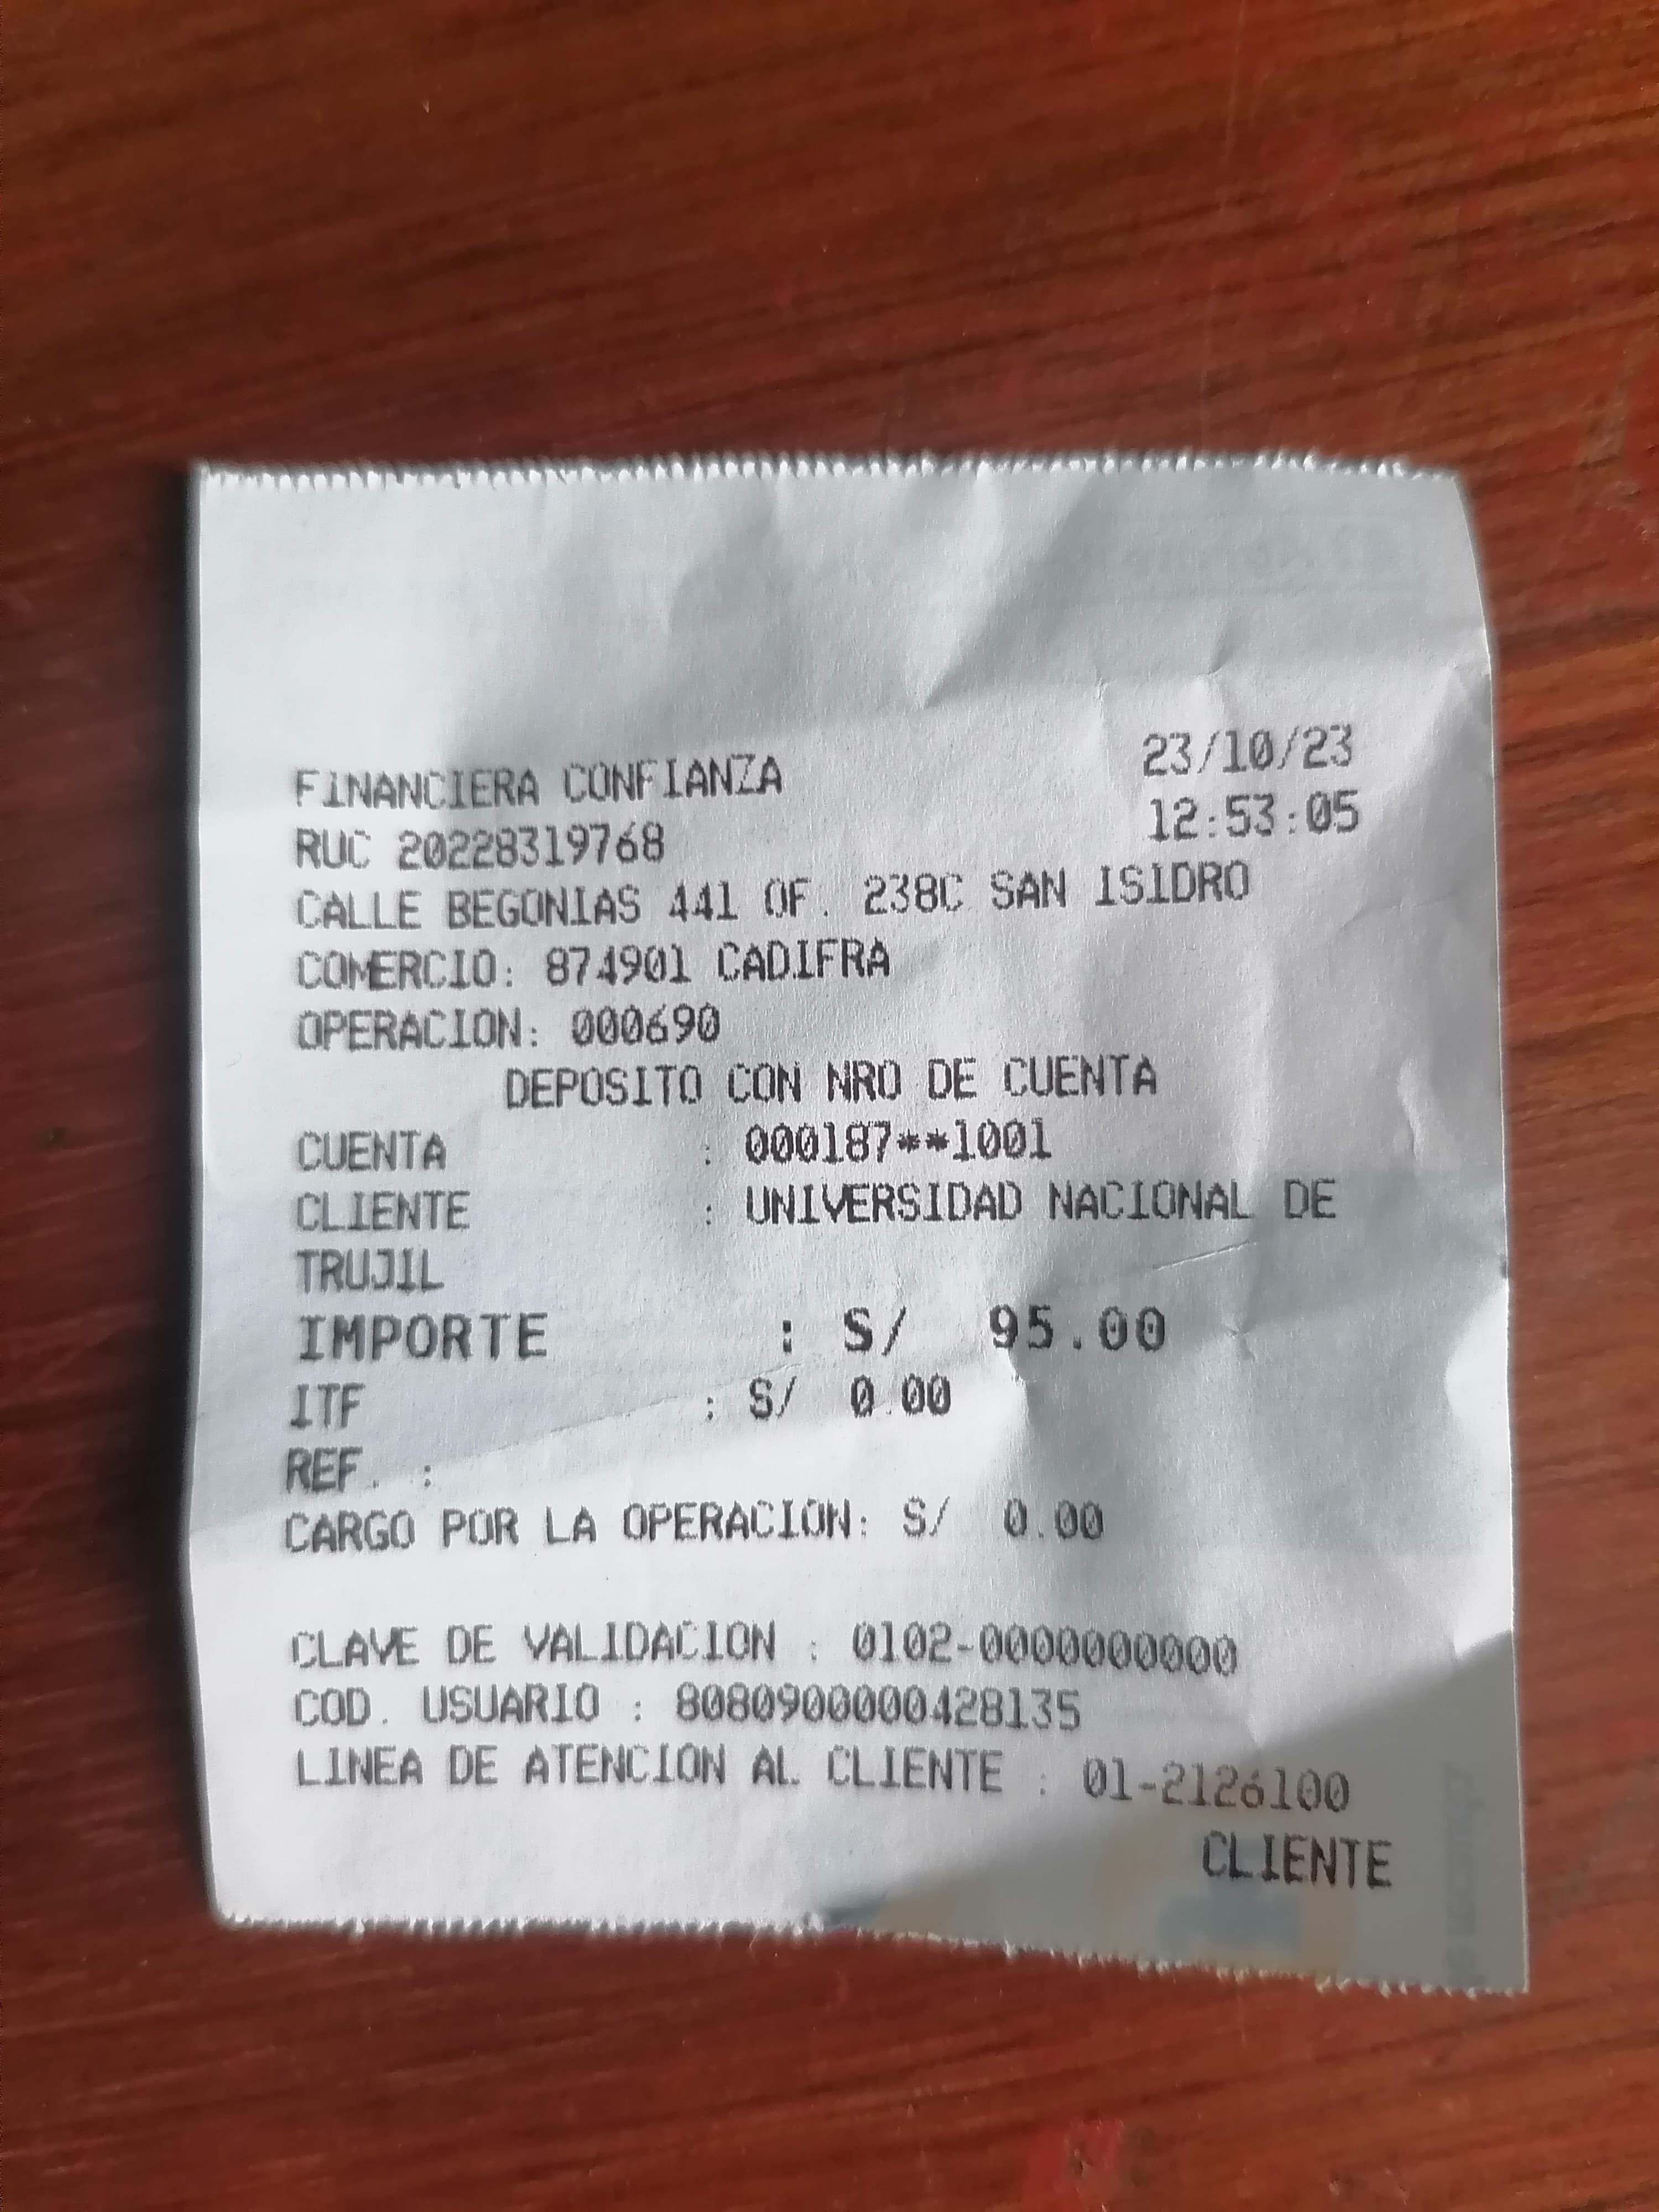 FINANCIERA CONFIANZA 23/10/23
RUC 20228319768 12:53:05
CALLE BEGONIAS 441 OF. 238C SAN ISIDRO
COMERCIO: 874901 CADIFRA
OPERACION: 000690
DEPOSITO CON NRO DE CUENTA
CUENTA : 000187**1001
CLIENTE : UNIVERSIDAD NACIONAL DE
TRUJIL
IMPORTE : S/ 95.00
ITF : S/ 0.00
REF. :
CARGO POR LA OPERACION: S/ 0.00
CLAVE DE VALIDACION : 0102-0000000000
COD. USUARIO : 8080900000428135
LINEA DE ATENCION AL CLIENTE : 01-2126100
CLIENTE